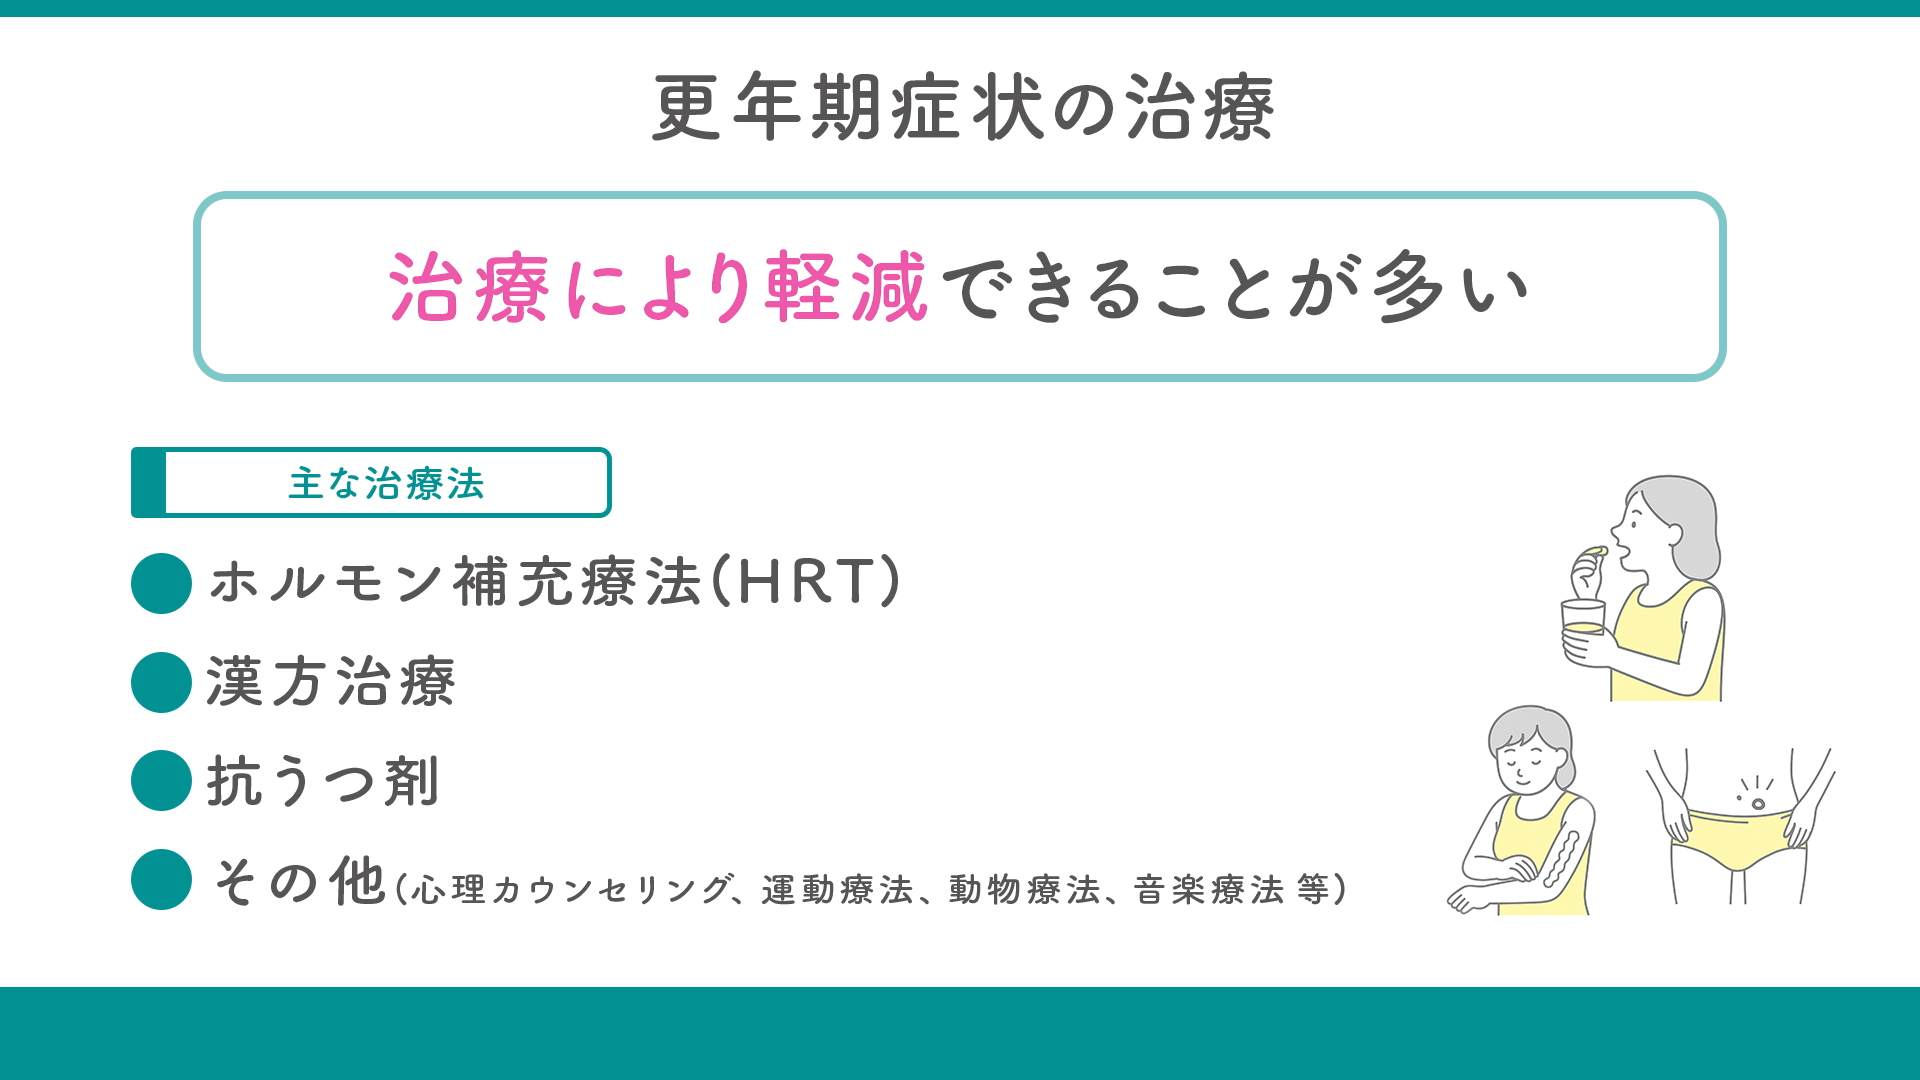 更年期症状の治療
治療により軽減できることが多い
主な治療法
ホルモン補充療法(HRT)
漢方治療
抗うつ剤
その他(心理カウンセリング、運動療法、動物療法、音楽療法 等)